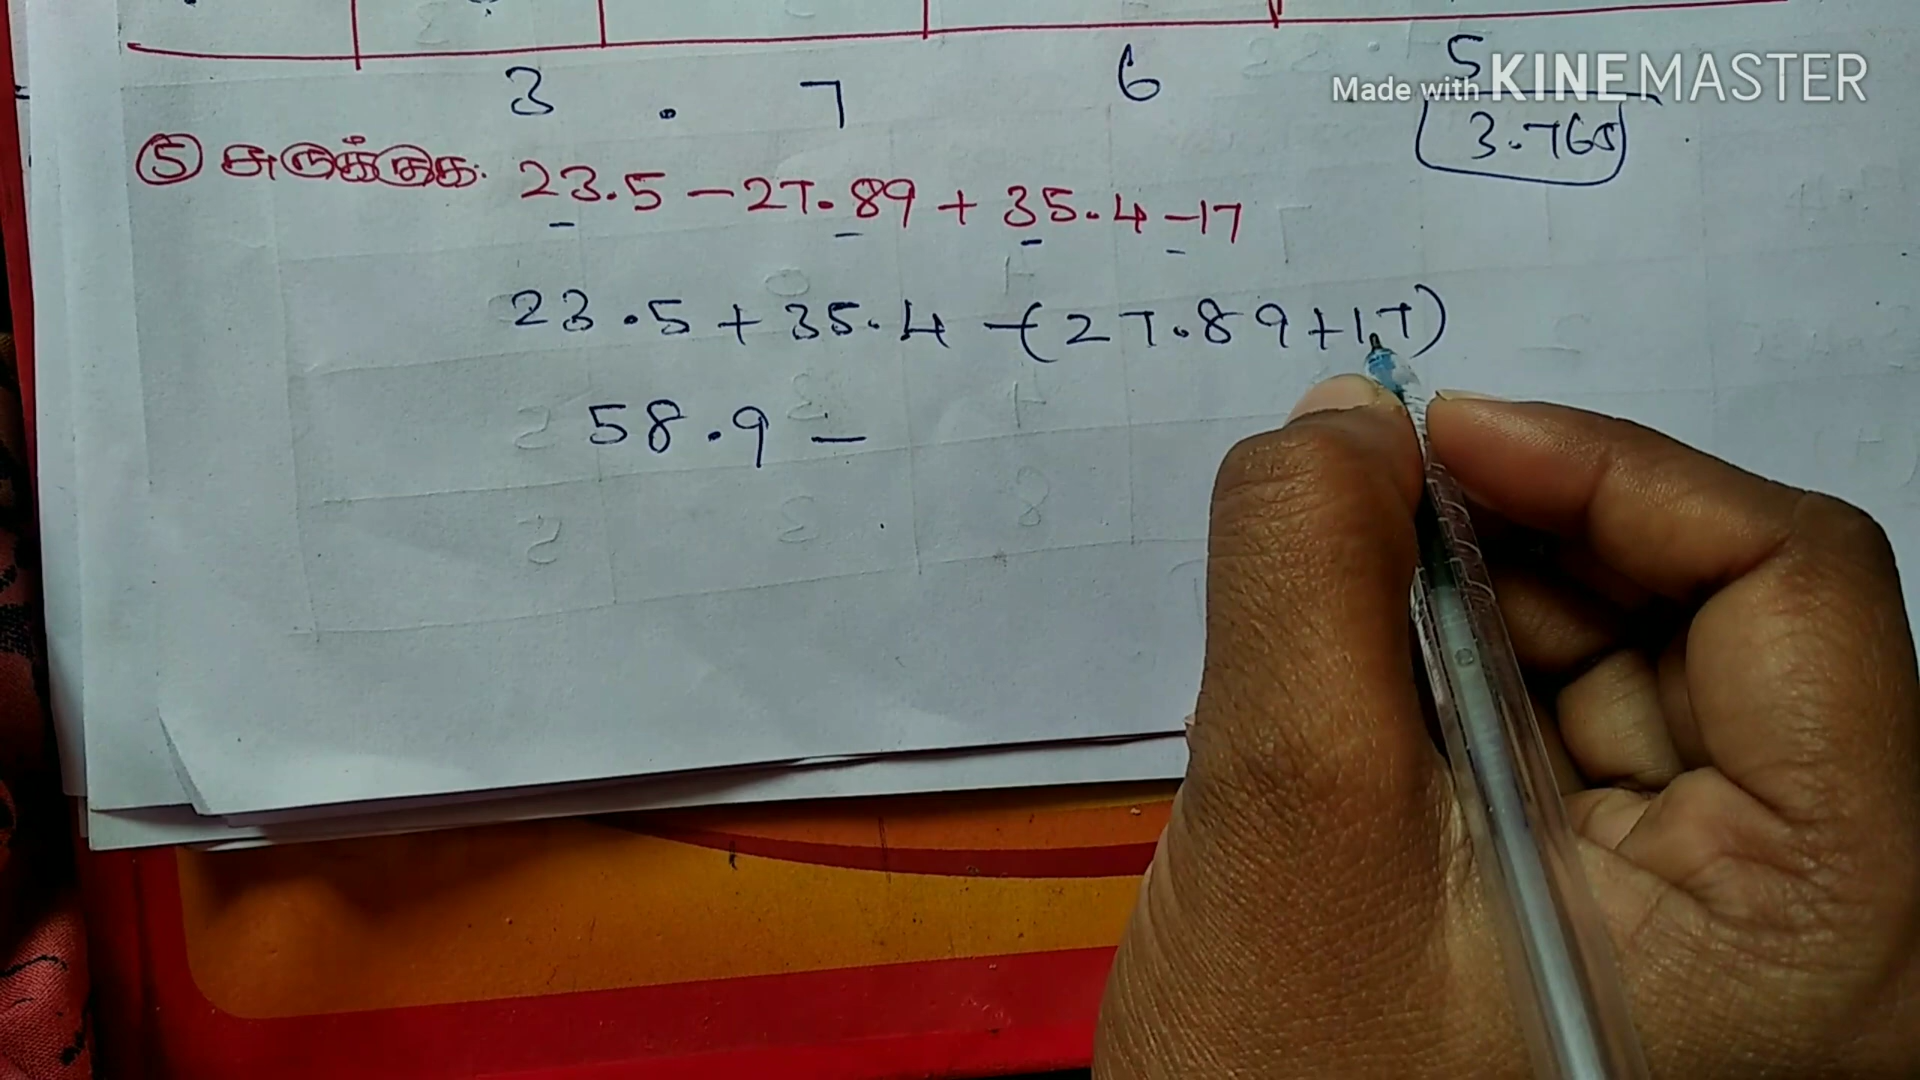 3 . 7 6 5
Made with KINEMASTER
3.765
⑤ சுருக்குக. 23.5 - 27.89 + 35.4 - 17
23.5 + 35.4 - (27.89 + 17)
58.9 -